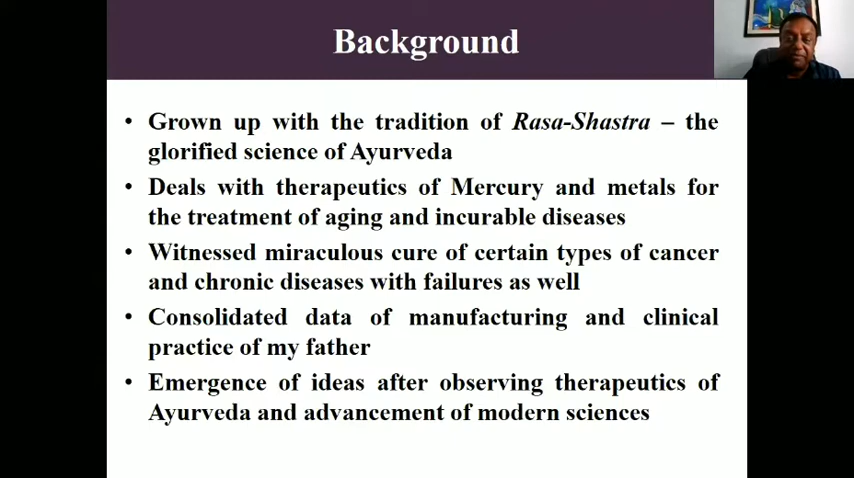 Background
• Grown up with the tradition of Rasa-Shastra – the
glorified science of Ayurveda
• Deals with therapeutics of Mercury and metals for
the treatment of aging and incurable diseases
• Witnessed miraculous cure of certain types of cancer
and chronic diseases with failures as well
• Consolidated data of manufacturing and clinical
practice of my father
• Emergence of ideas after observing therapeutics of
Ayurveda and advancement of modern sciences